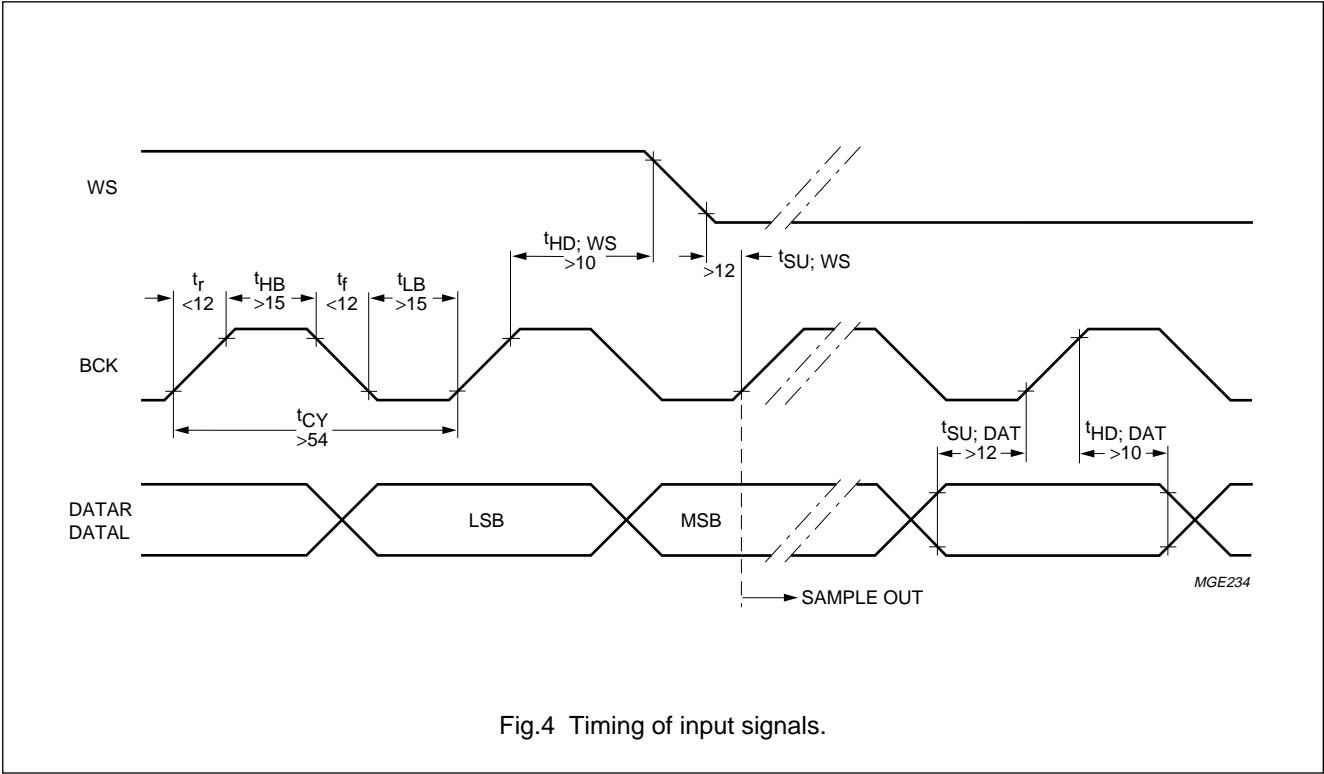 WS
tHD; WS
>10
>12
tSU; WS
tr
<12
tHB
>15
tf
<12
tLB
>15
BCK
tCY
>54
tSU; DAT
>12
tHD; DAT
>10
DATAR
DATAL
LSB
MSB
SAMPLE OUT
MGE234
Fig.4 Timing of input signals.